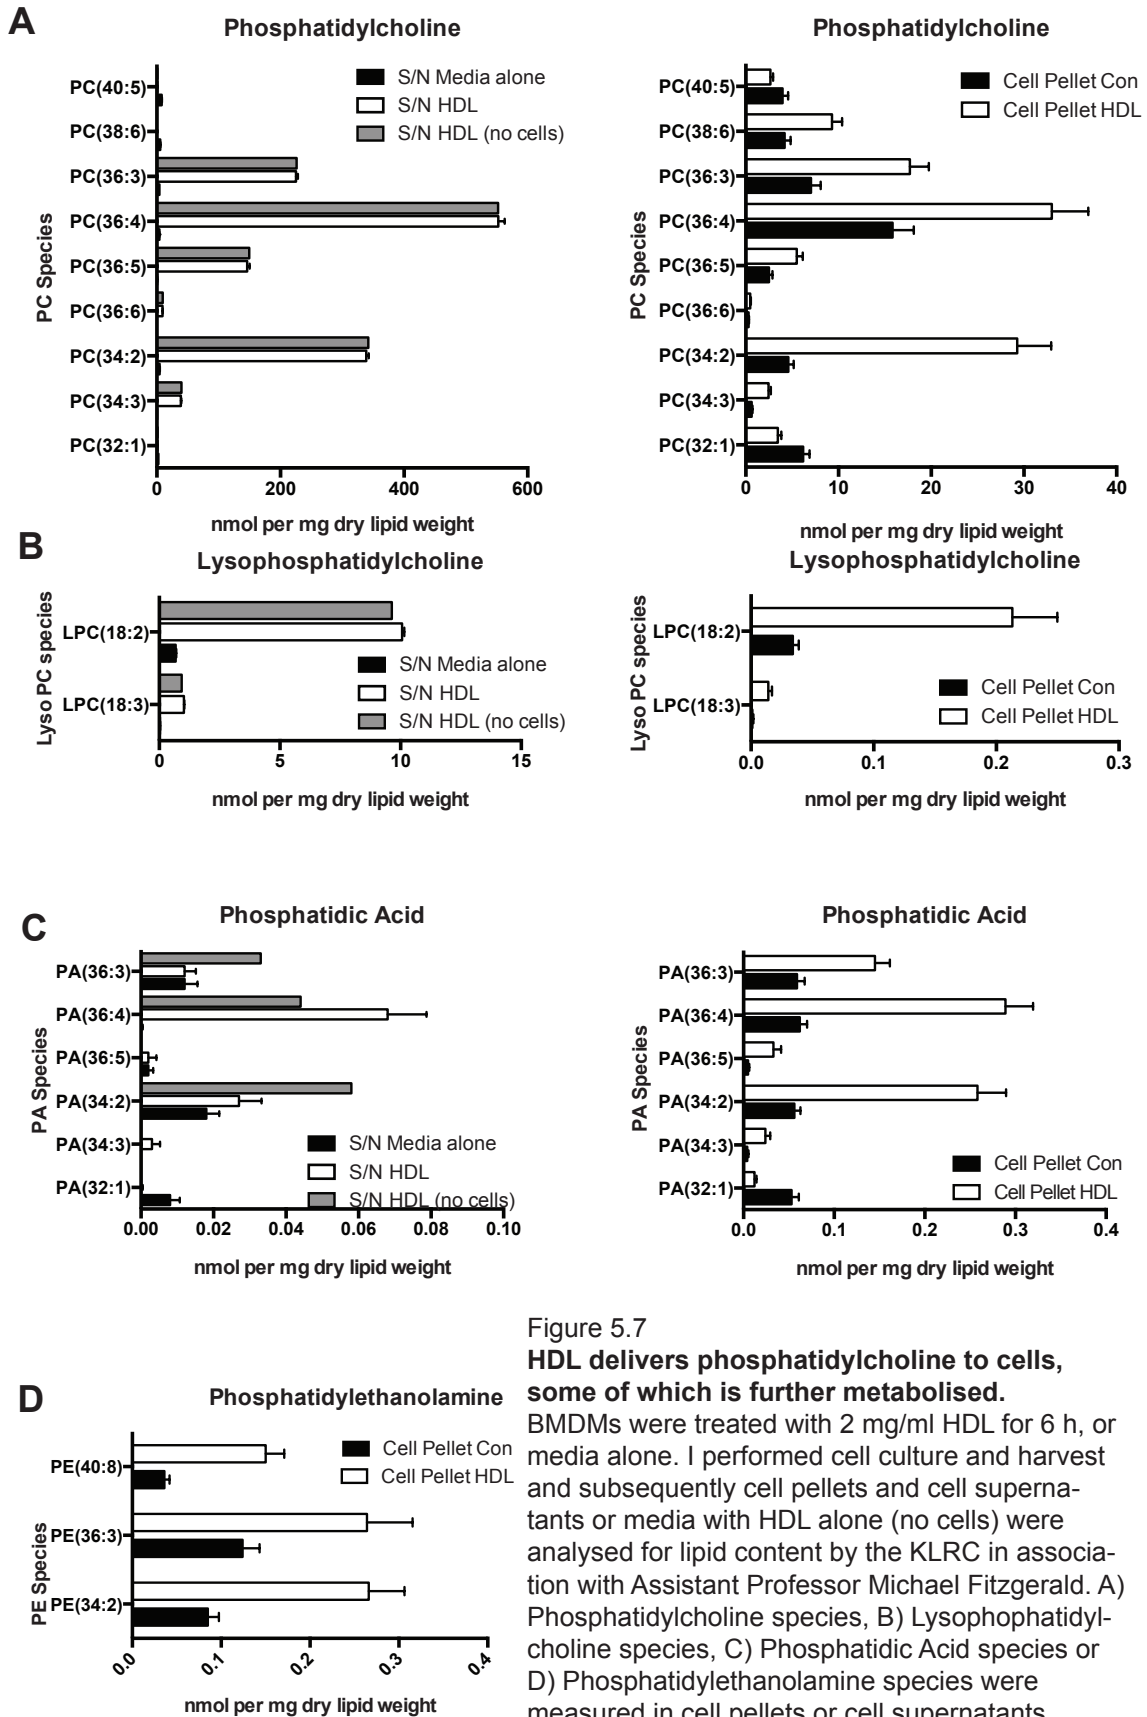 A
Phosphatidylcholine
PC Species
PC(40:5)
PC(38:6)
PC(36:3)
PC(36:4)
PC(36:5)
PC(36:6)
PC(34:2)
PC(34:3)
PC(32:1)
S/N Media alone
S/N HDL
S/N HDL (no cells)
0 200 400 600
nmol per mg dry lipid weight
Phosphatidylcholine
PC Species
PC(40:5)
PC(38:6)
PC(36:3)
PC(36:4)
PC(36:5)
PC(36:6)
PC(34:2)
PC(34:3)
PC(32:1)
Cell Pellet Con
Cell Pellet HDL
0 10 20 30 40
nmol per mg dry lipid weight
B
Lysophosphatidylcholine
Lyso PC species
LPC(18:2)
LPC(18:3)
S/N Media alone
S/N HDL
S/N HDL (no cells)
0 5 10 15
nmol per mg dry lipid weight
Lysophosphatidylcholine
Lyso PC species
LPC(18:2)
LPC(18:3)
Cell Pellet Con
Cell Pellet HDL
0.0 0.1 0.2 0.3
nmol per mg dry lipid weight
C
Phosphatidic Acid
PA Species
PA(36:3)
PA(36:4)
PA(36:5)
PA(34:2)
PA(34:3)
PA(32:1)
S/N Media alone
S/N HDL
S/N HDL (no cells)
0.00 0.02 0.04 0.06 0.08 0.10
nmol per mg dry lipid weight
Phosphatidic Acid
PA Species
PA(36:3)
PA(36:4)
PA(36:5)
PA(34:2)
PA(34:3)
PA(32:1)
Cell Pellet Con
Cell Pellet HDL
0.0 0.1 0.2 0.3 0.4
nmol per mg dry lipid weight
D
Phosphatidylethanolamine
PE Species
PE(40:8)
PE(36:3)
PE(34:2)
Cell Pellet Con
Cell Pellet HDL
0.0 0.1 0.2 0.3 0.4
nmol per mg dry lipid weight
Figure 5.7
HDL delivers phosphatidylcholine to cells,
some of which is further metabolised.
BMDMs were treated with 2 mg/ml HDL for 6 h, or
media alone. I performed cell culture and harvest
and subsequently cell pellets and cell superna-
tants or media with HDL alone (no cells) were
analysed for lipid content by the KLRC in associa-
tion with Assistant Professor Michael Fitzgerald. A)
Phosphatidylcholine species, B) Lysophophatidyl-
choline species, C) Phosphatidic Acid species or
D) Phosphatidylethanolamine species were
measured in cell pellets or cell supernatants